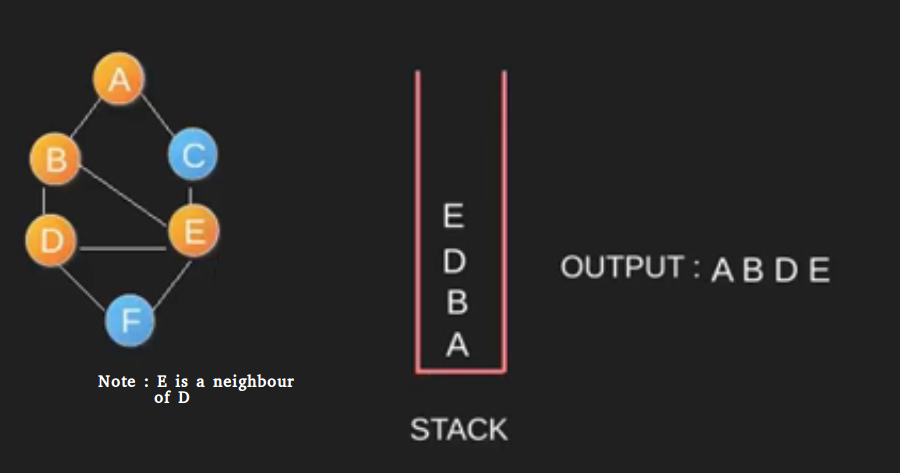 A
B
C
D
E
F
Note : E is a neighbour
of D
E
D
B
A
STACK
OUTPUT : A B D E